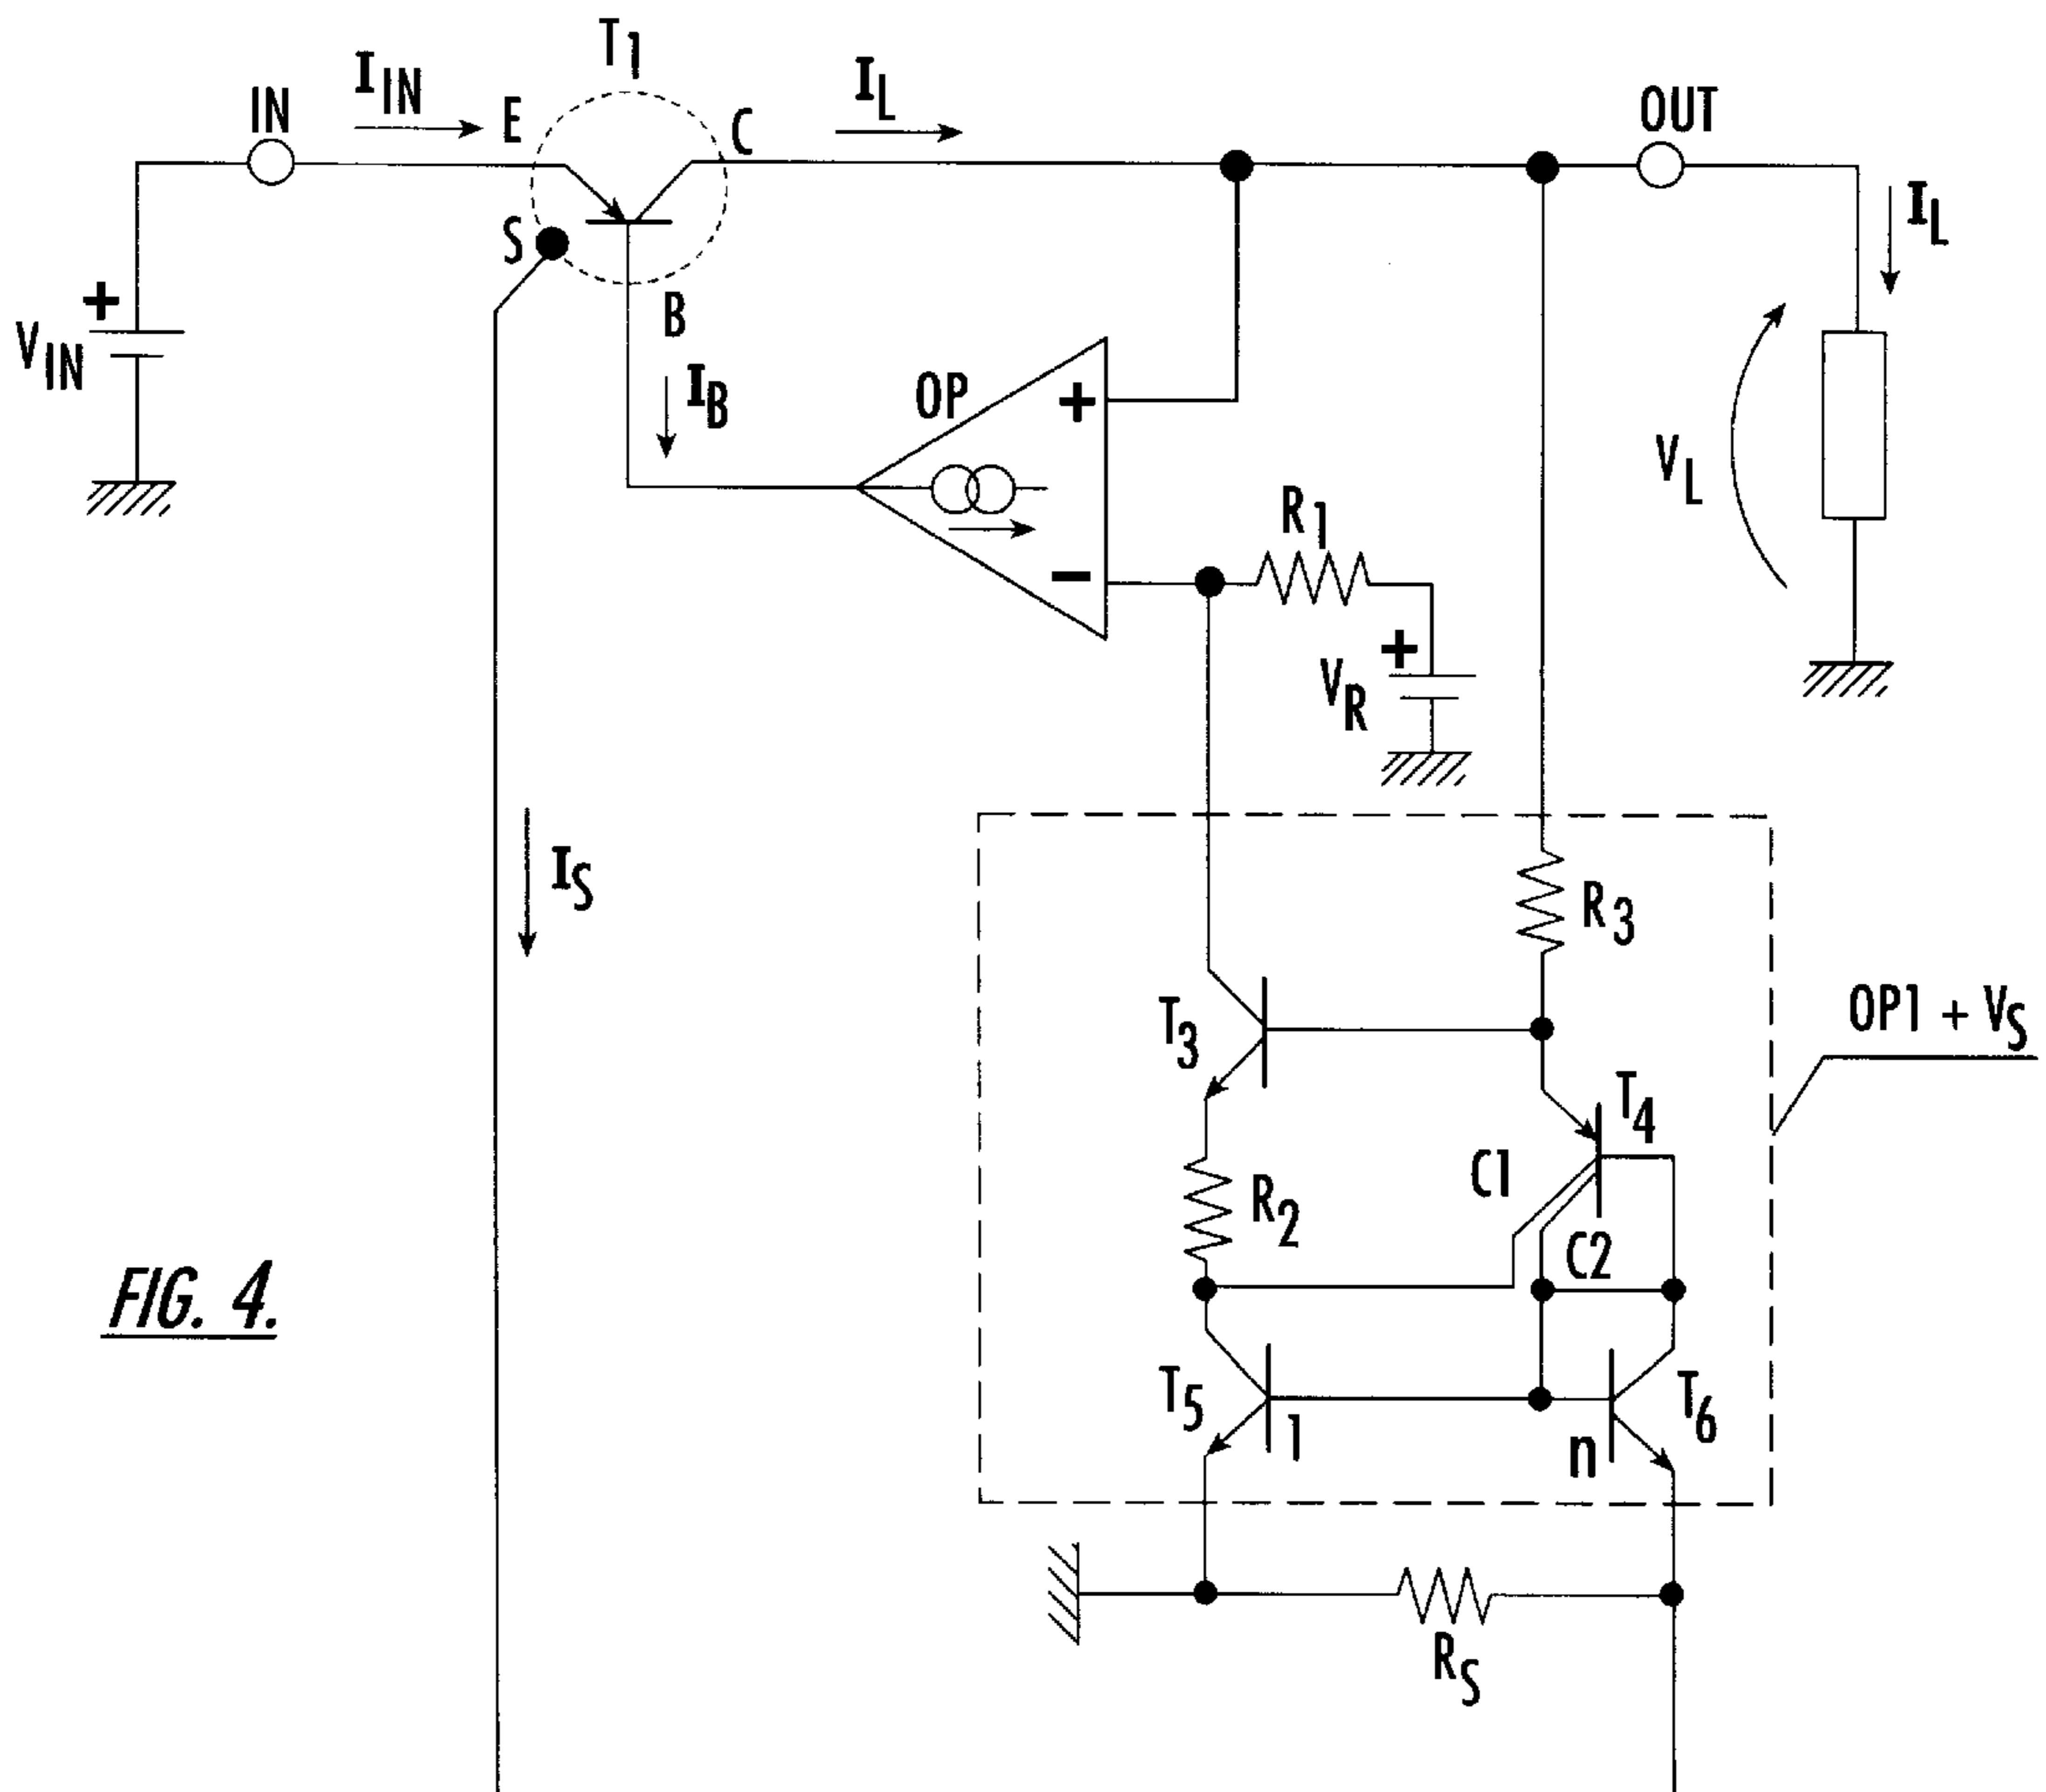 T1
IIN
IL
IN
E
C
OUT
IL
S
+
B
VIN
IB
OP
+
VL
R1
−
+
VR
IS
R3
T3
OP1 + VS
T4
C1
R2
C2
FIG. 4.
T5
1
T6
n
RS